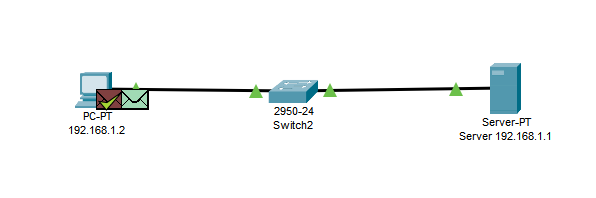 PC-PT
192.168.1.2
2950-24
Switch2
Server-PT
Server 192.168.1.1